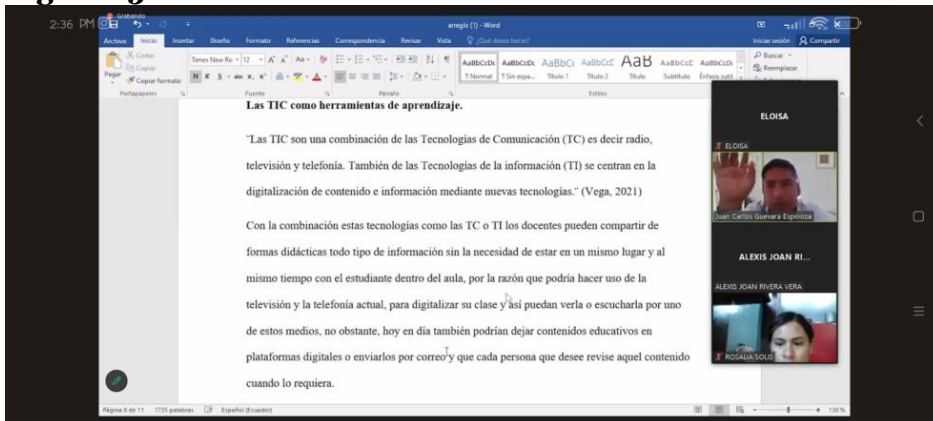 2:36 PM
Grabando
arreglo (1) - Word
Archivo Inicio Insertar Diseño Formato Referencias Correspondencia Revisar Vista ¿Qué desea hacer? Iniciar sesión Compartir
Cortar
Copiar
Pegar
Copiar formato
Times New Ro 12
N K S abc
AaBbCcDc AaBbCcDc AaBbCc AaBbCcC AaB AaBbCcC AaBbCcDc
1 Normal 1 Sin espa... Título 1 Título 2 Título Subtítulo Énfasis sutil
Buscar
Reemplazar
Portapapeles Fuente Párrafo Estilos
Las TIC como herramientas de aprendizaje.
¨Las TIC son una combinación de las Tecnologías de Comunicación (TC) es decir radio,
televisión y telefonía. También de las Tecnologías de la información (TI) se centran en la
digitalización de contenido e información mediante nuevas tecnologías.¨ (Vega, 2021)
Con la combinación estas tecnologías como las TC o TI los docentes pueden compartir de
formas didácticas todo tipo de información sin la necesidad de estar en un mismo lugar y al
mismo tiempo con el estudiante dentro del aula, por la razón que podría hacer uso de la
televisión y la telefonía actual, para digitalizar su clase y así puedan verla o escucharla por uno
de estos medios, no obstante, hoy en día también podrían dejar contenidos educativos en
plataformas digitales o enviarlos por correo y que cada persona que desee revise aquel contenido
cuando lo requiera.
ELOISA
ELOISA
Juan Carlos Guevara Espinoza
ALEXIS JOAN RI...
ALEXIS JOAN RIVERA VERA
ROSALIA SOLIS
Página 8 de 11 1735 palabras Español (Ecuador) 130 %